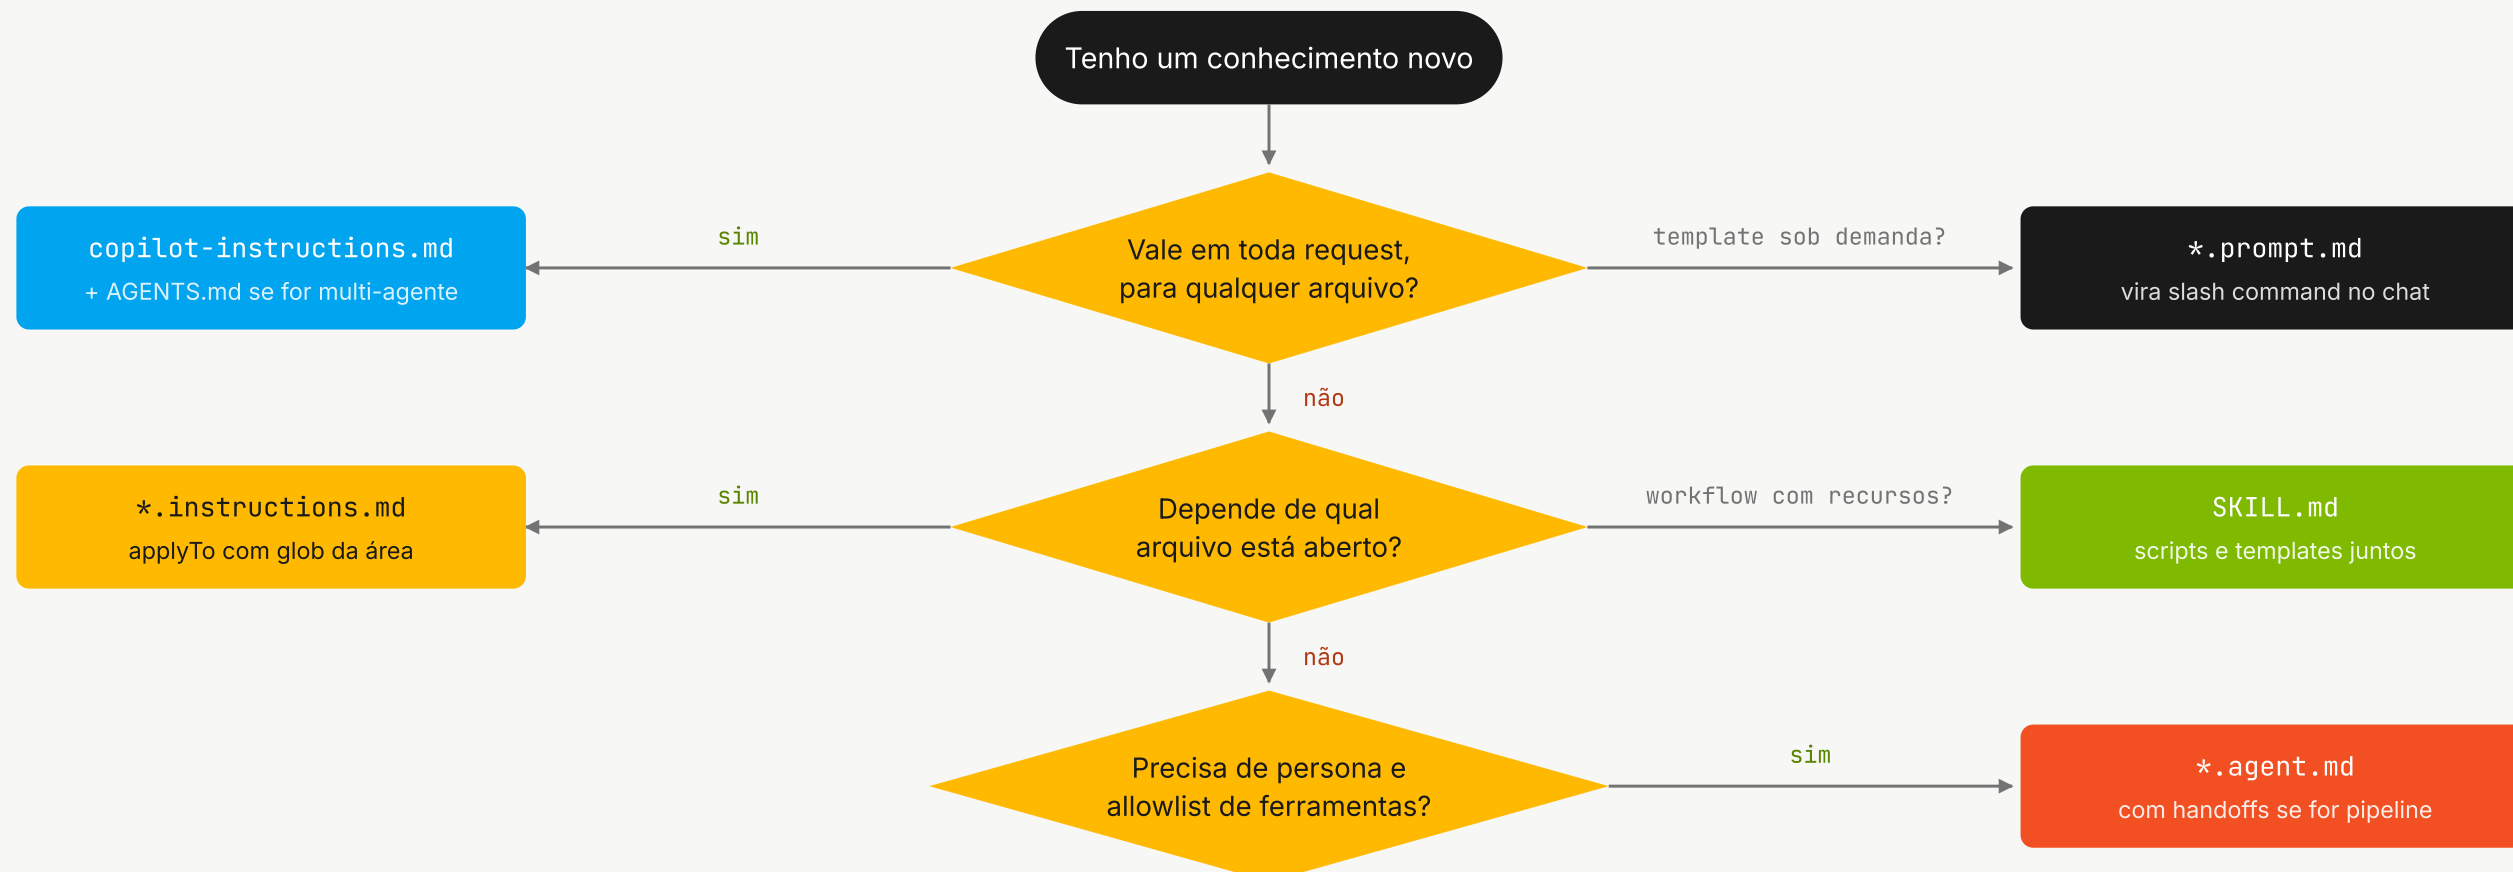 Tenho um conhecimento novo
sim
template sob demanda?
copilot-instructions.md
+ AGENTS.md se for multi-agente
Vale em toda request,
para qualquer arquivo?
*.prompt.md
vira slash command no chat
não
sim
workflow com recursos?
*.instructions.md
applyTo com glob da área
Depende de qual
arquivo está aberto?
SKILL.md
scripts e templates juntos
não
sim
Precisa de persona e
allowlist de ferramentas?
*.agent.md
com handoffs se for pipeline